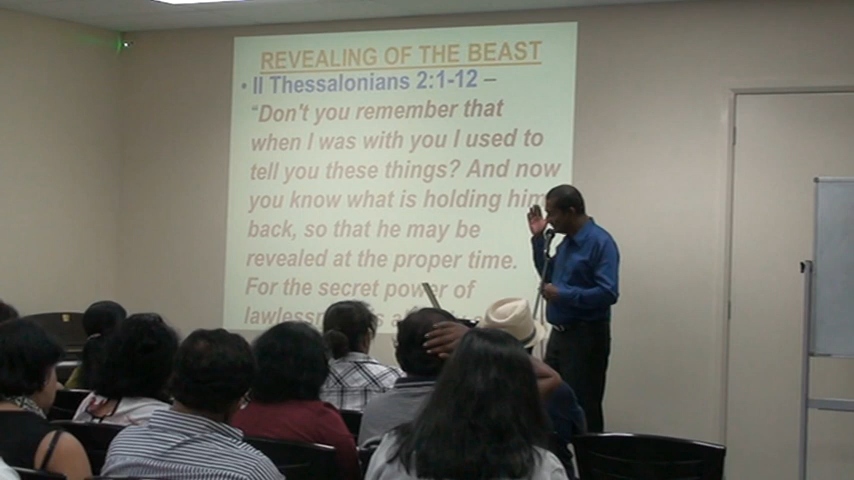 REVEALING OF THE BEAST
• II Thessalonians 2:1-12 –
"Don't you remember that
when I was with you I used to
tell you these things? And now
you know what is holding him
back, so that he may be
revealed at the proper time.
For the secret power of